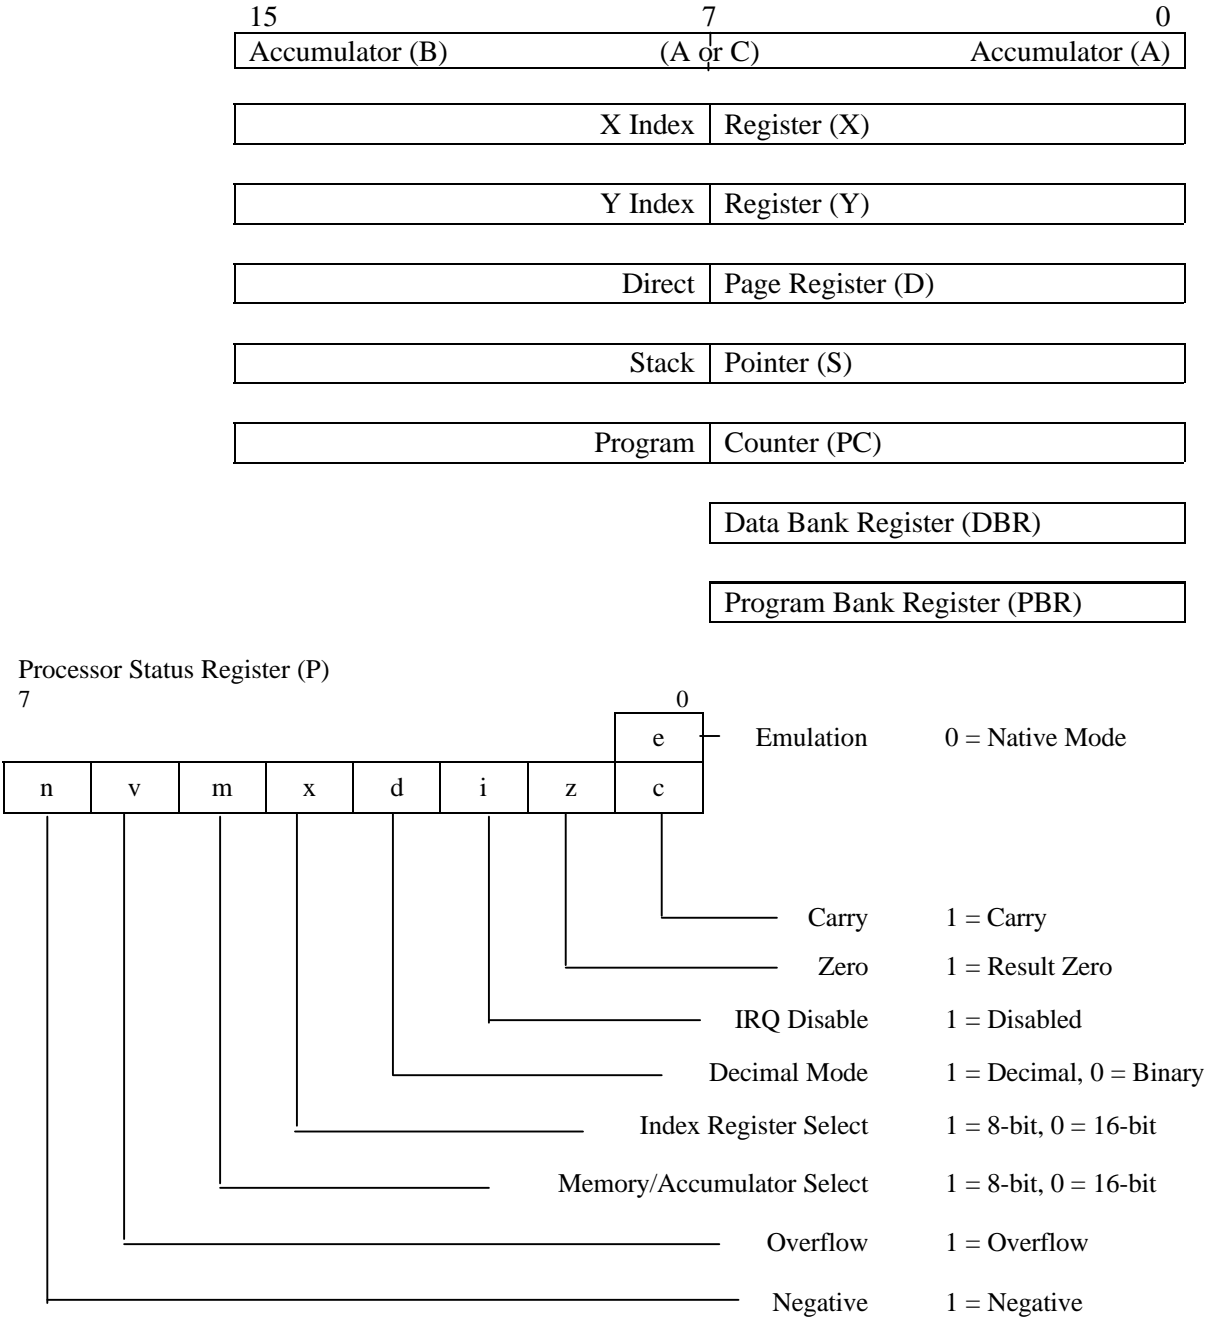 15 7 0
Accumulator (B) (A or C) Accumulator (A)
X Index Register (X)
Y Index Register (Y)
Direct Page Register (D)
Stack Pointer (S)
Program Counter (PC)
Data Bank Register (DBR)
Program Bank Register (PBR)
Processor Status Register (P)
7 0
e Emulation 0 = Native Mode
n v m x d i z c
Carry 1 = Carry
Zero 1 = Result Zero
IRQ Disable 1 = Disabled
Decimal Mode 1 = Decimal, 0 = Binary
Index Register Select 1 = 8-bit, 0 = 16-bit
Memory/Accumulator Select 1 = 8-bit, 0 = 16-bit
Overflow 1 = Overflow
Negative 1 = Negative